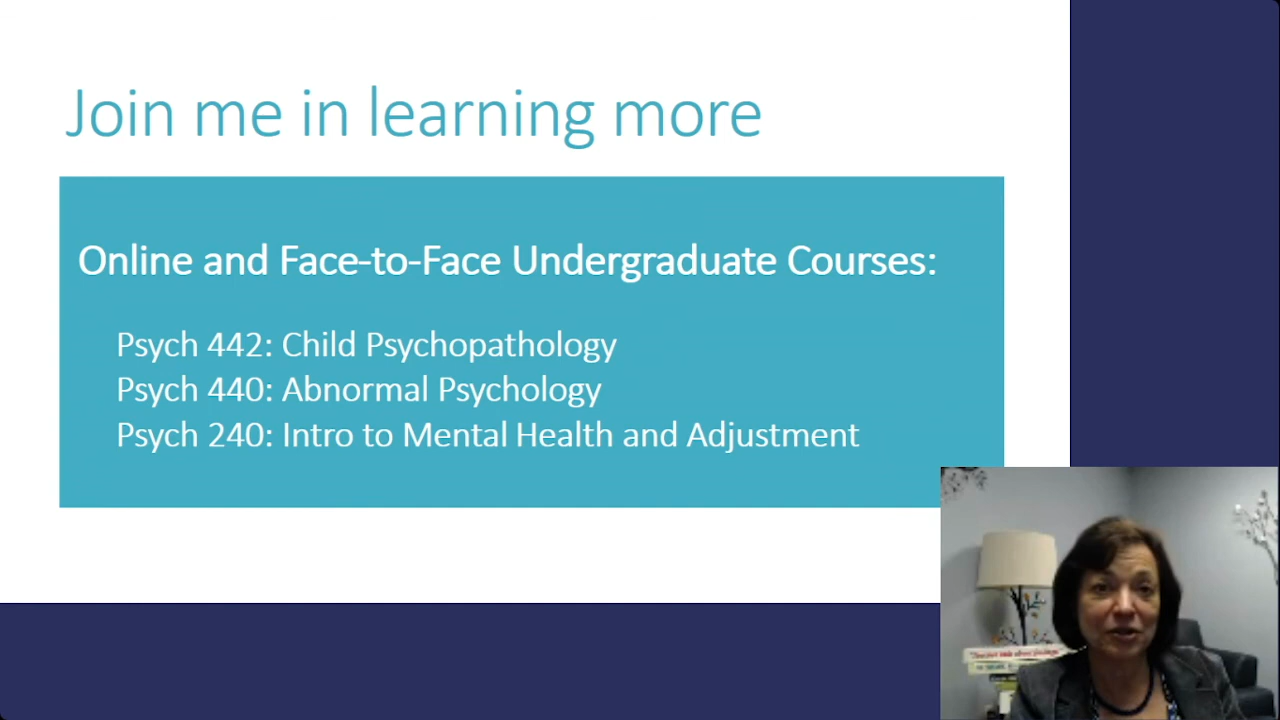 Join me in learning more
Online and Face-to-Face Undergraduate Courses:
Psych 442: Child Psychopathology
Psych 440: Abnormal Psychology
Psych 240: Intro to Mental Health and Adjustment